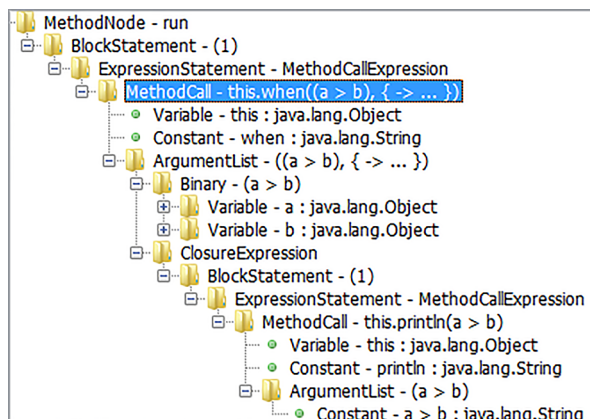 MethodNode - run
BlockStatement - (1)
ExpressionStatement - MethodCallExpression
MethodCall - this.when((a > b), { -> ... })
Variable - this : java.lang.Object
Constant - when : java.lang.String
ArgumentList - ((a > b), { -> ... })
Binary - (a > b)
Variable - a : java.lang.Object
Variable - b : java.lang.Object
ClosureExpression
BlockStatement - (1)
ExpressionStatement - MethodCallExpression
MethodCall - this.println(a > b)
Variable - this : java.lang.Object
Constant - println : java.lang.String
ArgumentList - (a > b)
Constant - a > b : java.lang.String